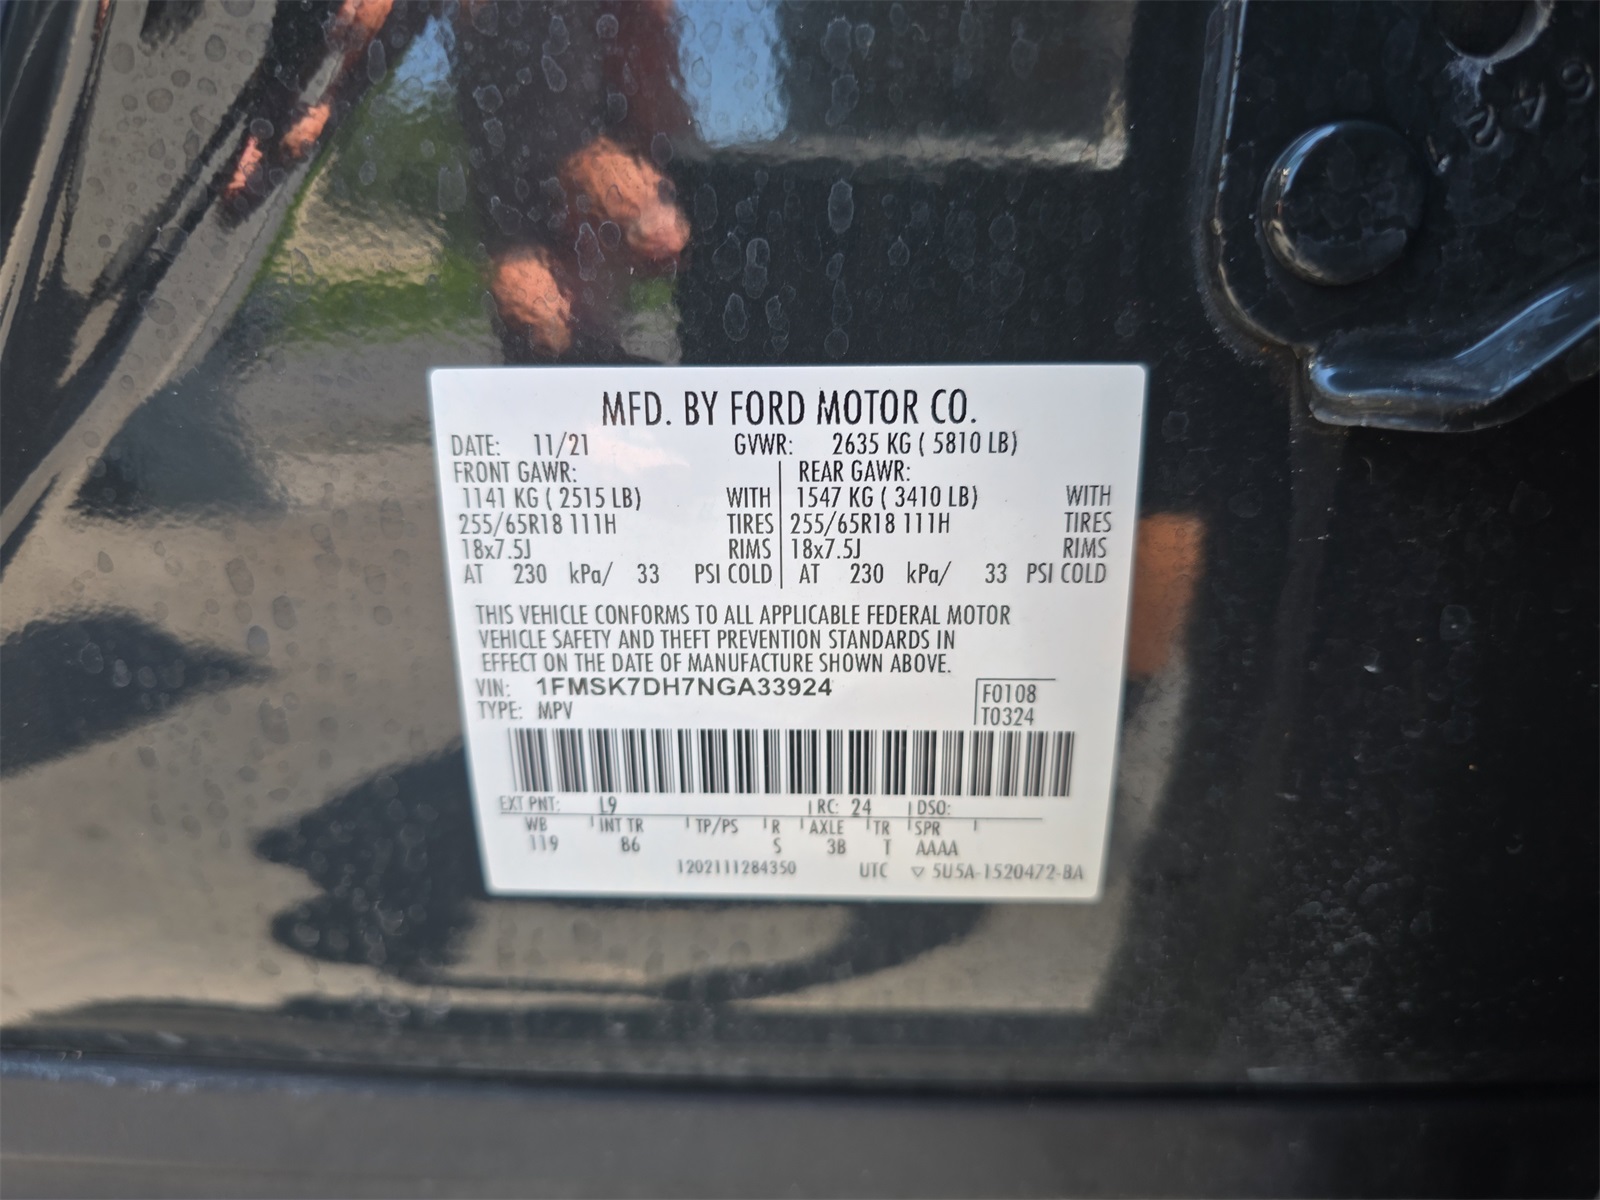 MFD. BY FORD MOTOR CO.
DATE: 11/21 GVWR: 2635 KG ( 5810 LB)
FRONT GAWR: REAR GAWR:
1141 KG ( 2515 LB) WITH 1547 KG ( 3410 LB) WITH
255/65R18 111H TIRES 255/65R18 111H TIRES
18x7.5J RIMS 18x7.5J RIMS
AT 230 kPa/ 33 PSI COLD AT 230 kPa/ 33 PSI COLD
THIS VEHICLE CONFORMS TO ALL APPLICABLE FEDERAL MOTOR
VEHICLE SAFETY AND THEFT PREVENTION STANDARDS IN
EFFECT ON THE DATE OF MANUFACTURE SHOWN ABOVE.
VIN: 1FMSK7DH7NGA33924 F0108
TYPE: MPV T0324
EXT PNT: L9 RC: 24 DSO:
WB INT TR TP/PS R AXLE TR SPR
119 B6 S 3B T AAAA
1202111284350 UTC ▽ 5U5A-1520472-BA